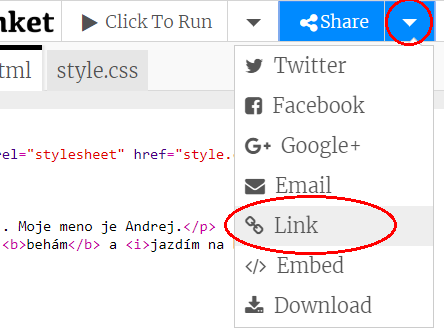 nket Click To Run Share
tml style.css
Twitter
Facebook
Google+
rel="stylesheet" href="style.
Email
. Moje meno je Andrej.</p>
Link
<b>behám</b> a <i>jazdím na
Embed
Download